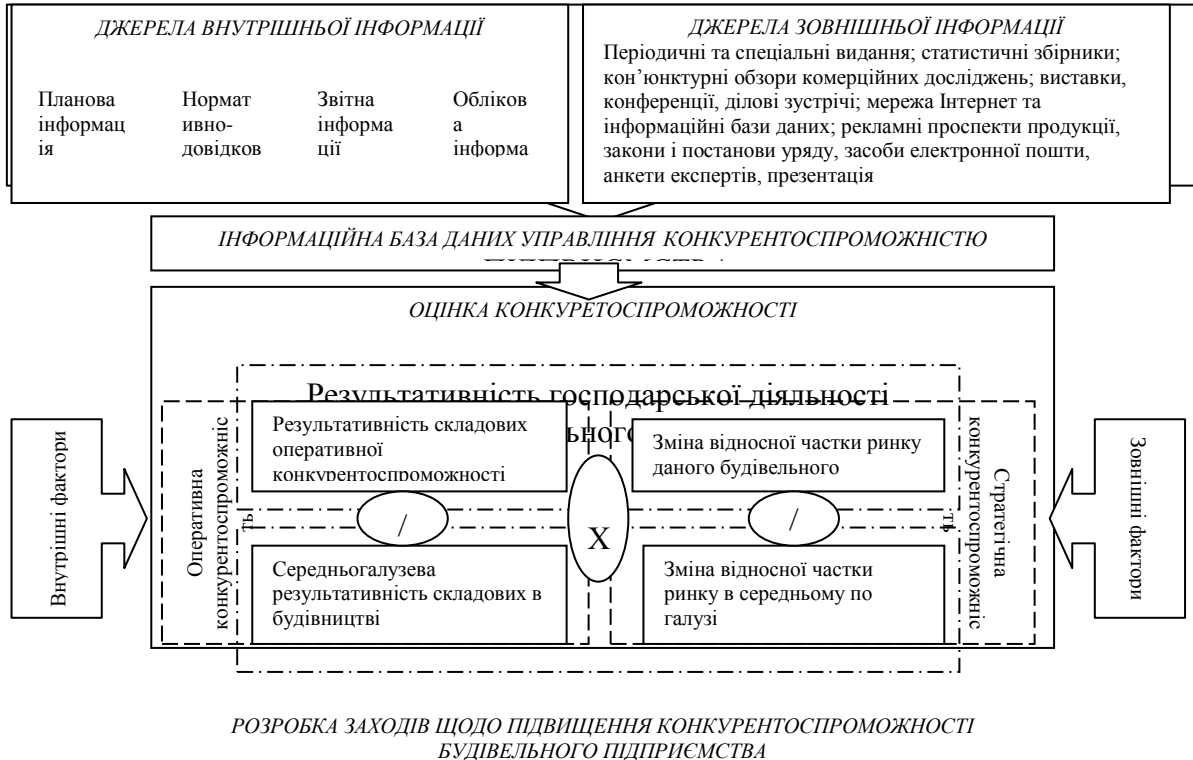 ДЖЕРЕЛА ВНУТРІШНЬОЇ ІНФОРМАЦІЇ
Планова
інформац
ія
Нормат
ивно-
довідков
Звітна
інформа
ції
Обліков
а
інформа
ДЖЕРЕЛА ЗОВНІШНЬОЇ ІНФОРМАЦІЇ
Періодичні та спеціальні видання; статистичні збірники;
кон’юнктурні обзори комерційних досліджень; виставки,
конференції, ділові зустрічі; мережа Інтернет та
інформаційні бази даних; рекламні проспекти продукції,
закони і постанови уряду, засоби електронної пошти,
анкети експертів, презентація
ІНФОРМАЦІЙНА БАЗА ДАНИХ УПРАВЛІННЯ КОНКУРЕНТОСПРОМОЖНІСТЮ
ОЦІНКА КОНКУРЕТОСПРОМОЖНОСТІ
Результативність господарської діяльності
ьного
Внутрішні фактори
Оперативна
конкурентоспроможніс
ть
Результативність складових
оперативної
конкурентоспроможності
/
Середньогалузева
результативність складових в
будівництві
Х
Зміна відносної частки ринку
даного будівельного
/
Зміна відносної частки
ринку в середньому по
галузі
Стратегічна
конкурентоспроможніс
ть
Зовнішні фактори
РОЗРОБКА ЗАХОДІВ ЩОДО ПІДВИЩЕННЯ КОНКУРЕНТОСПРОМОЖНОСТІ
БУДІВЕЛЬНОГО ПІДПРИЄМСТВА